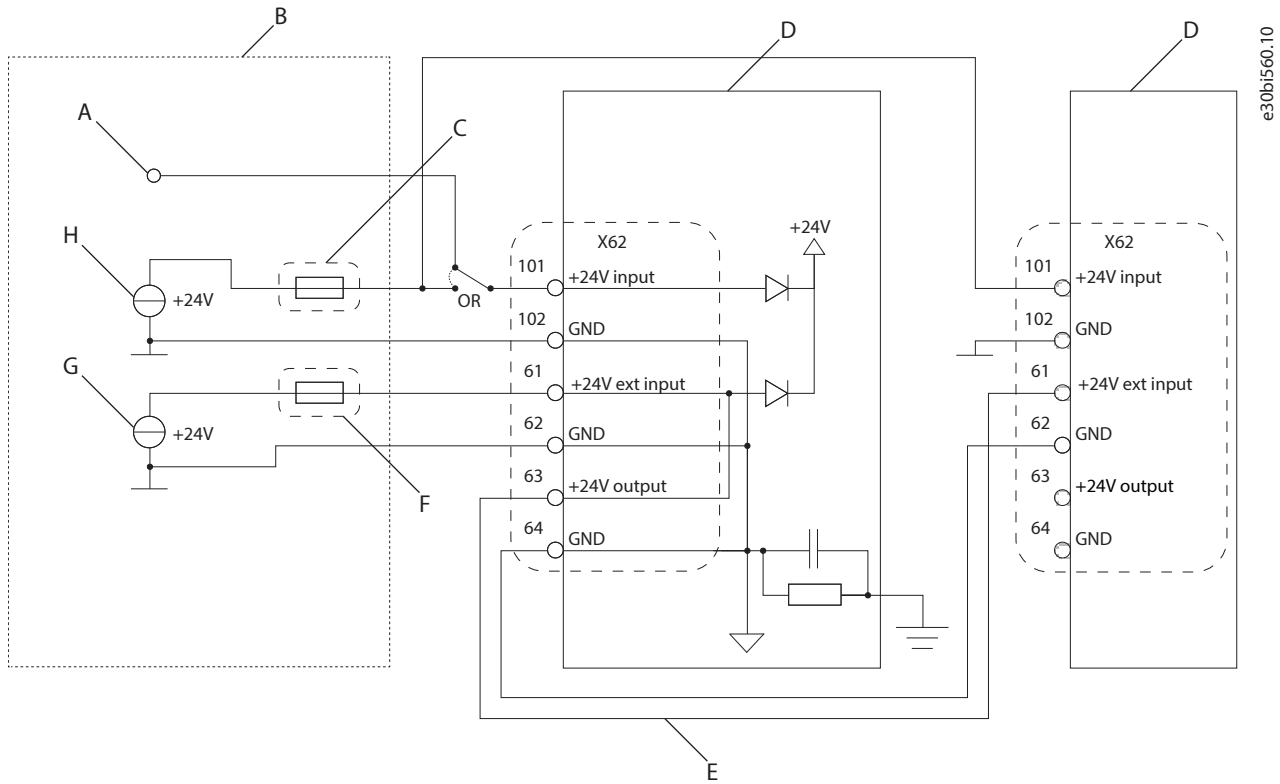 B
D
D
e30bi560.10
A
C
X62
+24V
X62
H
101
+24V input
101
+24V input
+24V
OR
102
GND
102
GND
G
61
+24V ext input
61
+24V ext input
+24V
62
GND
62
GND
63
+24V output
63
+24V output
F
64
GND
64
GND
E